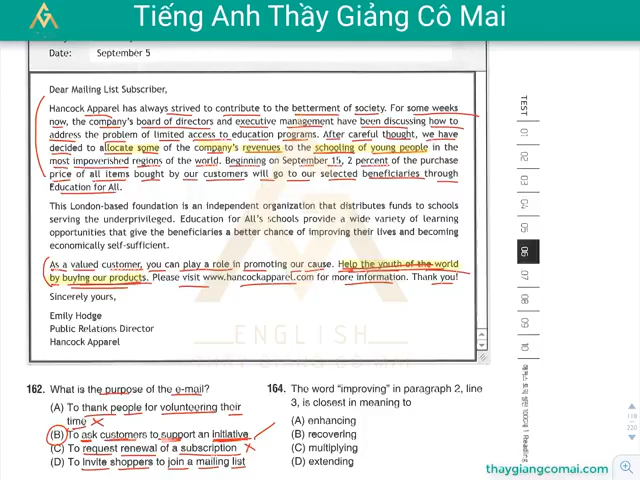 Tiếng Anh Thầy Giảng Cô Mai
Date: September 5
Dear Mailing List Subscriber,
Hancock Apparel has always strived to contribute to the betterment of society. For some weeks
now, the company's board of directors and executive management have been discussing how to
address the problem of limited access to education programs. After careful thought, we have
decided to allocate some of the company's revenues to the schooling of young people in the
most impoverished regions of the world. Beginning on September 15, 2 percent of the purchase
price of all items bought by our customers will go to our selected beneficiaries through
Education for All.
This London-based foundation is an independent organization that distributes funds to schools
serving the underprivileged. Education for All's schools provide a wide variety of learning
opportunities that give the beneficiaries a better chance of improving their lives and becoming
economically self-sufficient.
As a valued customer, you can play a role in promoting our cause. Help the youth of the world
by buying our products. Please visit www.hancockapparel.com for more information. Thank you!
Sincerely yours,
Emily Hodge
Public Relations Director
Hancock Apparel
ENGLISH
THẦY GIẢNG CÔ MAI
162. What is the purpose of the e-mail?
(A) To thank people for volunteering their
time
(B) To ask customers to support an initiative
(C) To request renewal of a subscription
(D) To invite shoppers to join a mailing list
164. The word "improving" in paragraph 2, line
3, is closest in meaning to
(A) enhancing
(B) recovering
(C) multiplying
(D) extending
TEST
01
02
03
04
05
06
07
08
09
10
118
220
thaygiangcomai.com